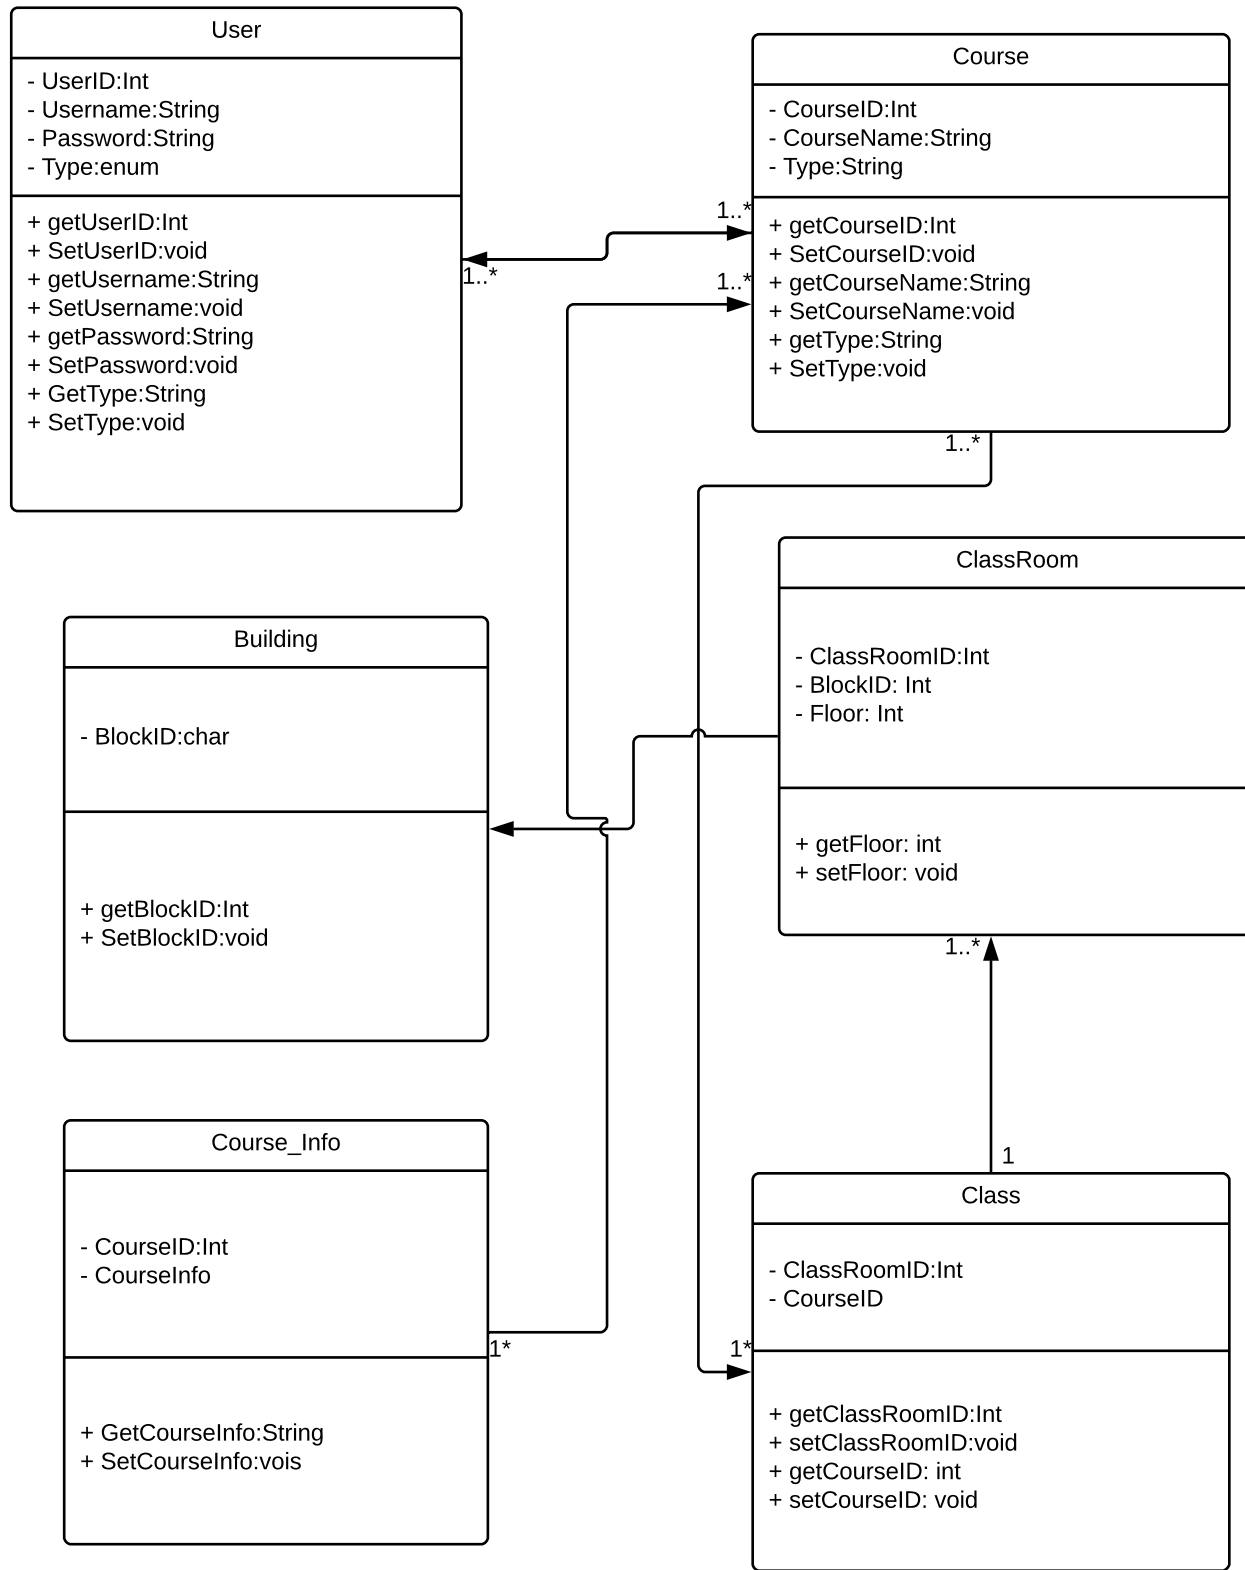 User
- UserID:Int
- Username:String
- Password:String
- Type:enum
+ getUserID:Int
+ SetUserID:void
+ getUsername:String
+ SetUsername:void
+ getPassword:String
+ SetPassword:void
+ GetType:String
+ SetType:void
1..*
1..*
1..*
Course
- CourseID:Int
- CourseName:String
- Type:String
+ getCourseID:Int
+ SetCourseID:void
+ getCourseName:String
+ SetCourseName:void
+ getType:String
+ SetType:void
1..*
Building
- BlockID:char
+ getBlockID:Int
+ SetBlockID:void
ClassRoom
- ClassRoomID:Int
- BlockID: Int
- Floor: Int
+ getFloor: int
+ setFloor: void
1..*
1
Course_Info
- CourseID:Int
- CourseInfo
+ GetCourseInfo:String
+ SetCourseInfo:vois
1*
1*
Class
- ClassRoomID:Int
- CourseID
+ getClassRoomID:Int
+ setClassRoomID:void
+ getCourseID: int
+ setCourseID: void